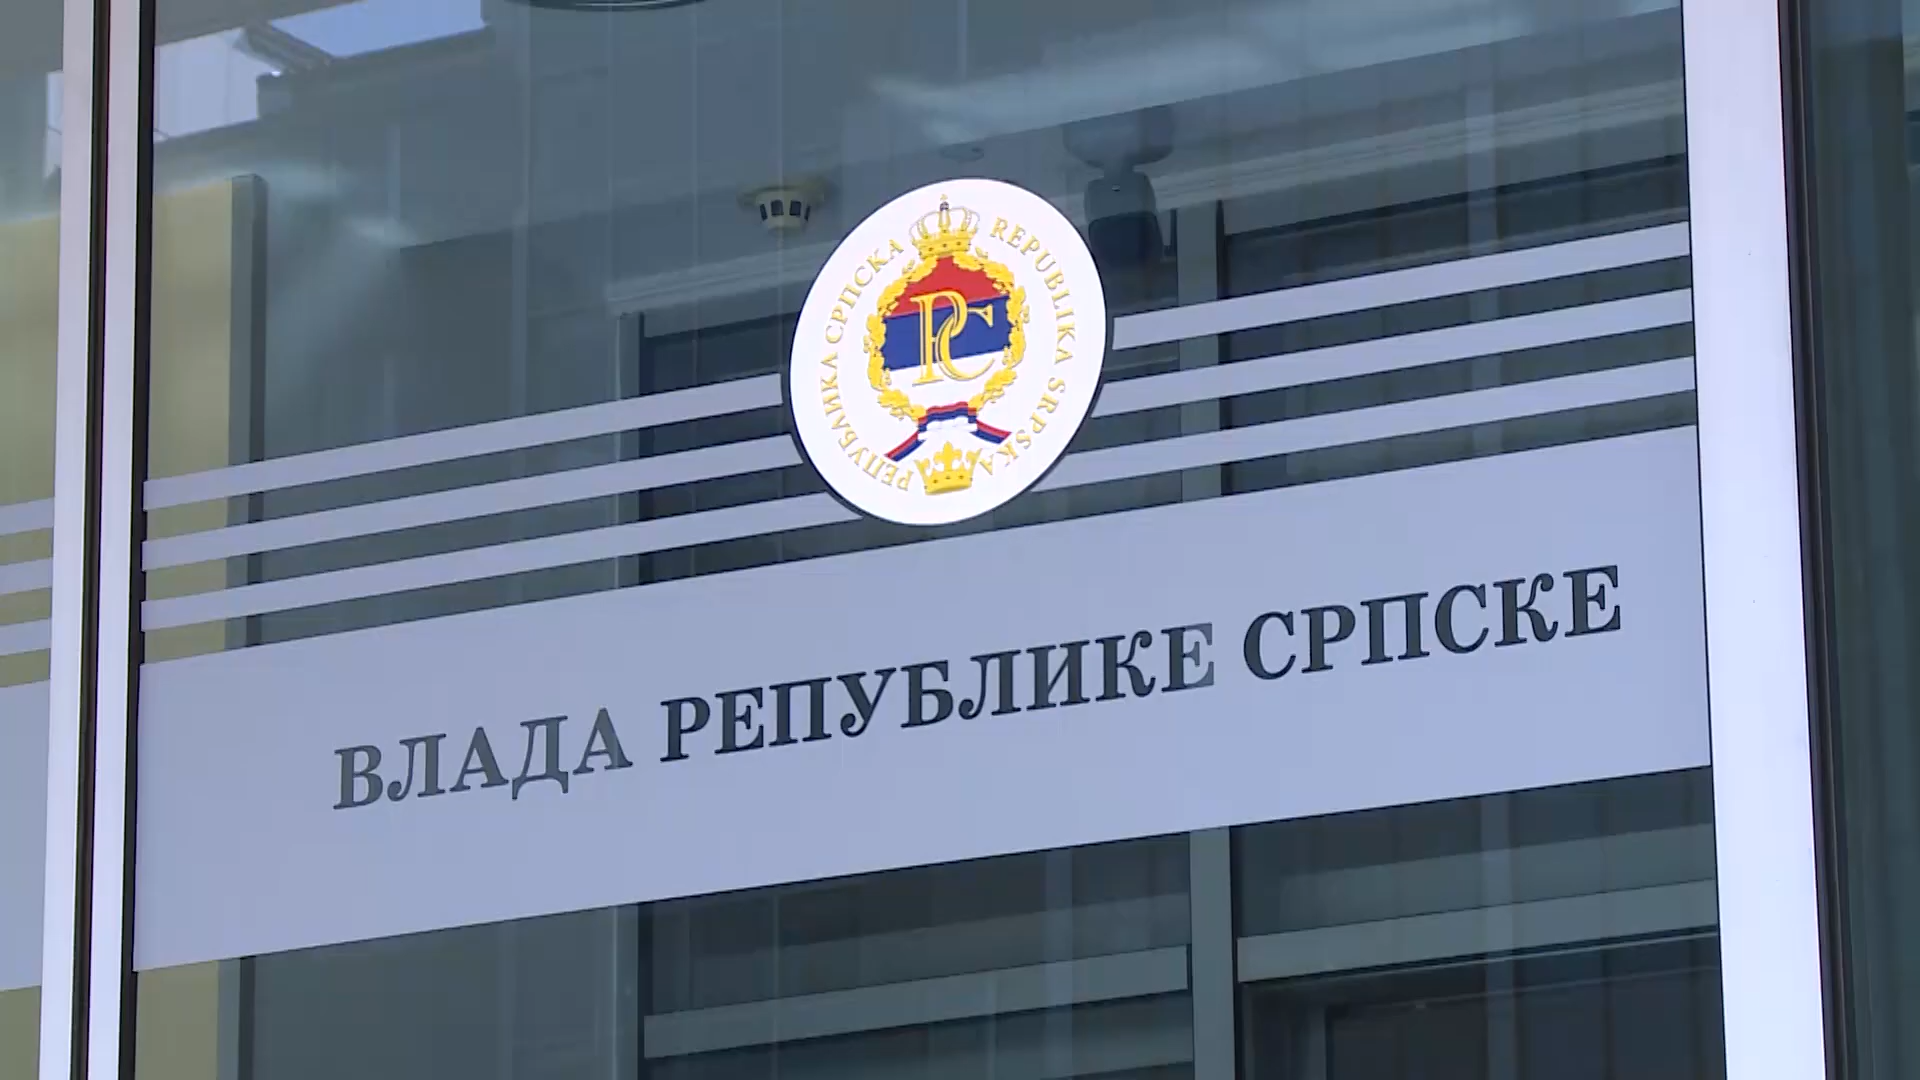 РЕПУБЛИКА СРПСКА
REPUBLIKA SRPSKA
РС
ВЛАДА РЕПУБЛИКЕ СРПСКЕ